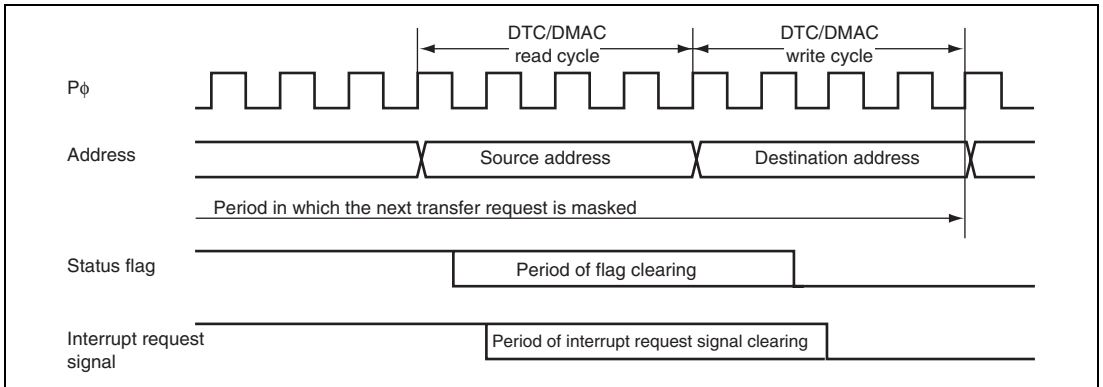 DTC/DMAC
read cycle
DTC/DMAC
write cycle
Pϕ
Address
Source address
Destination address
Period in which the next transfer request is masked
Status flag
Period of flag clearing
Interrupt request
signal
Period of interrupt request signal clearing